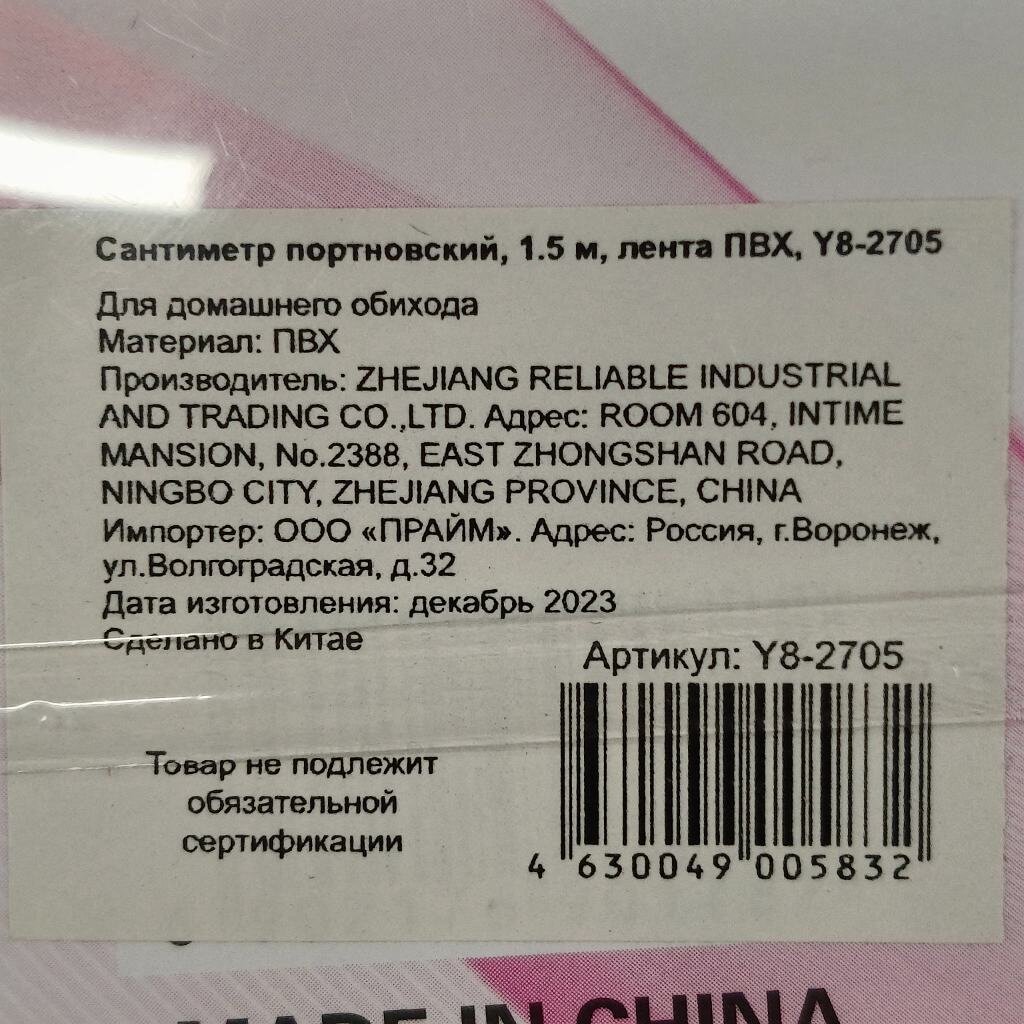 Сантиметр портновский, 1.5 м, лента ПВХ, Y8-2705
Для домашнего обихода
Материал: ПВХ
Производитель: ZHEJIANG RELIABLE INDUSTRIAL
AND TRADING CO.,LTD. Адрес: ROOM 604, INTIME
MANSION, No.2388, EAST ZHONGSHAN ROAD,
NINGBO CITY, ZHEJIANG PROVINCE, CHINA
Импортер: ООО «ПРАЙМ». Адрес: Россия, г.Воронеж,
ул.Волгоградская, д.32
Дата изготовления: декабрь 2023
Сделано в Китае
Артикул: Y8-2705
Товар не подлежит
обязательной
сертификации
4 630049 005832
MADE IN CHINA